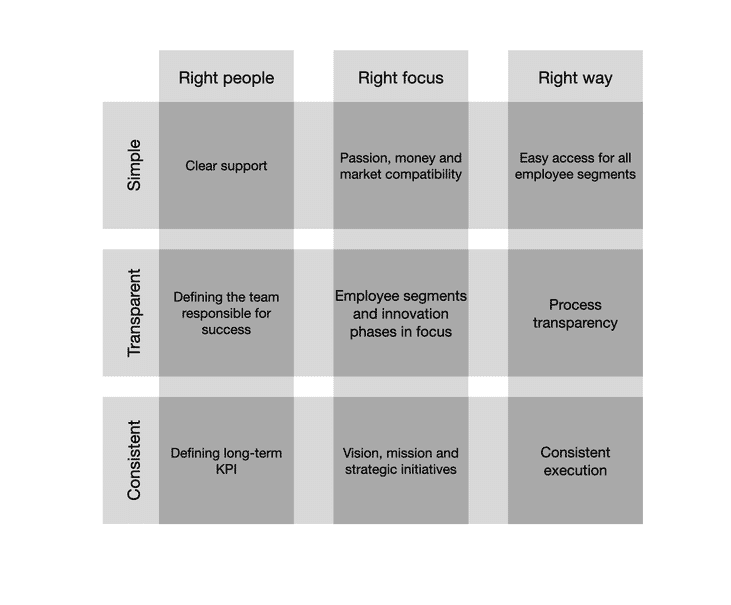 Right people
Right focus
Right way
Simple
Clear support
Passion, money and
market compatibility
Easy access for all
employee segments
Transparent
Defining the team
responsible for
success
Employee segments
and innovation
phases in focus
Process
transparency
Consistent
Defining long-term
KPI
Vision, mission and
strategic initiatives
Consistent
execution